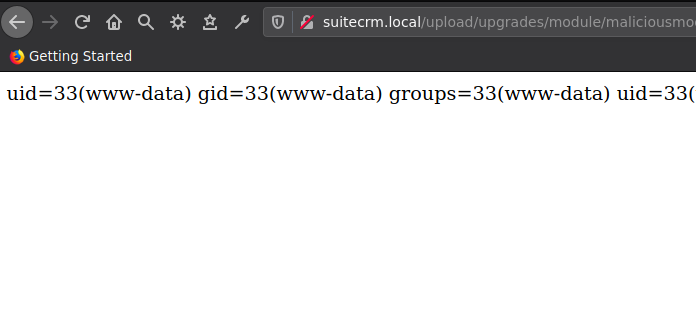 suitecrm.local/upload/upgrades/module/maliciousmo
Getting Started
uid=33(www-data) gid=33(www-data) groups=33(www-data) uid=33(